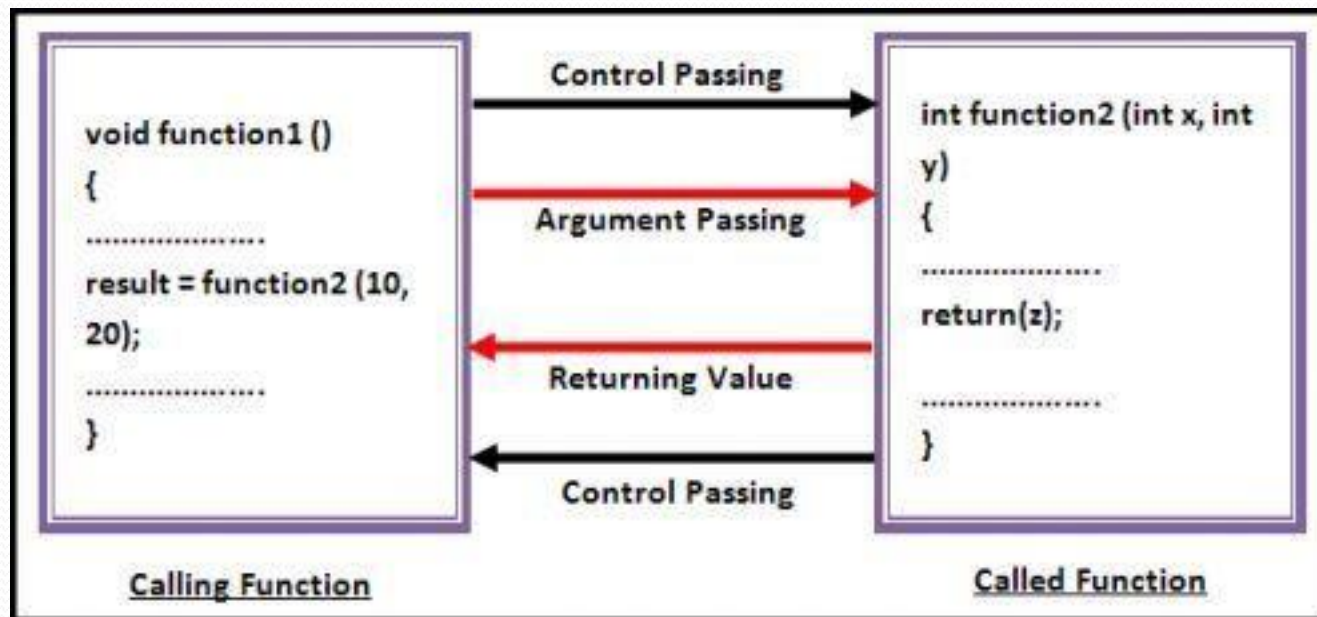 void function1 ()
{
....................
result = function2 (10,
20);
....................
}
Calling Function
Control Passing
Argument Passing
Returning Value
Control Passing
int function2 (int x, int
y)
{
....................
return(z);
....................
}
Called Function